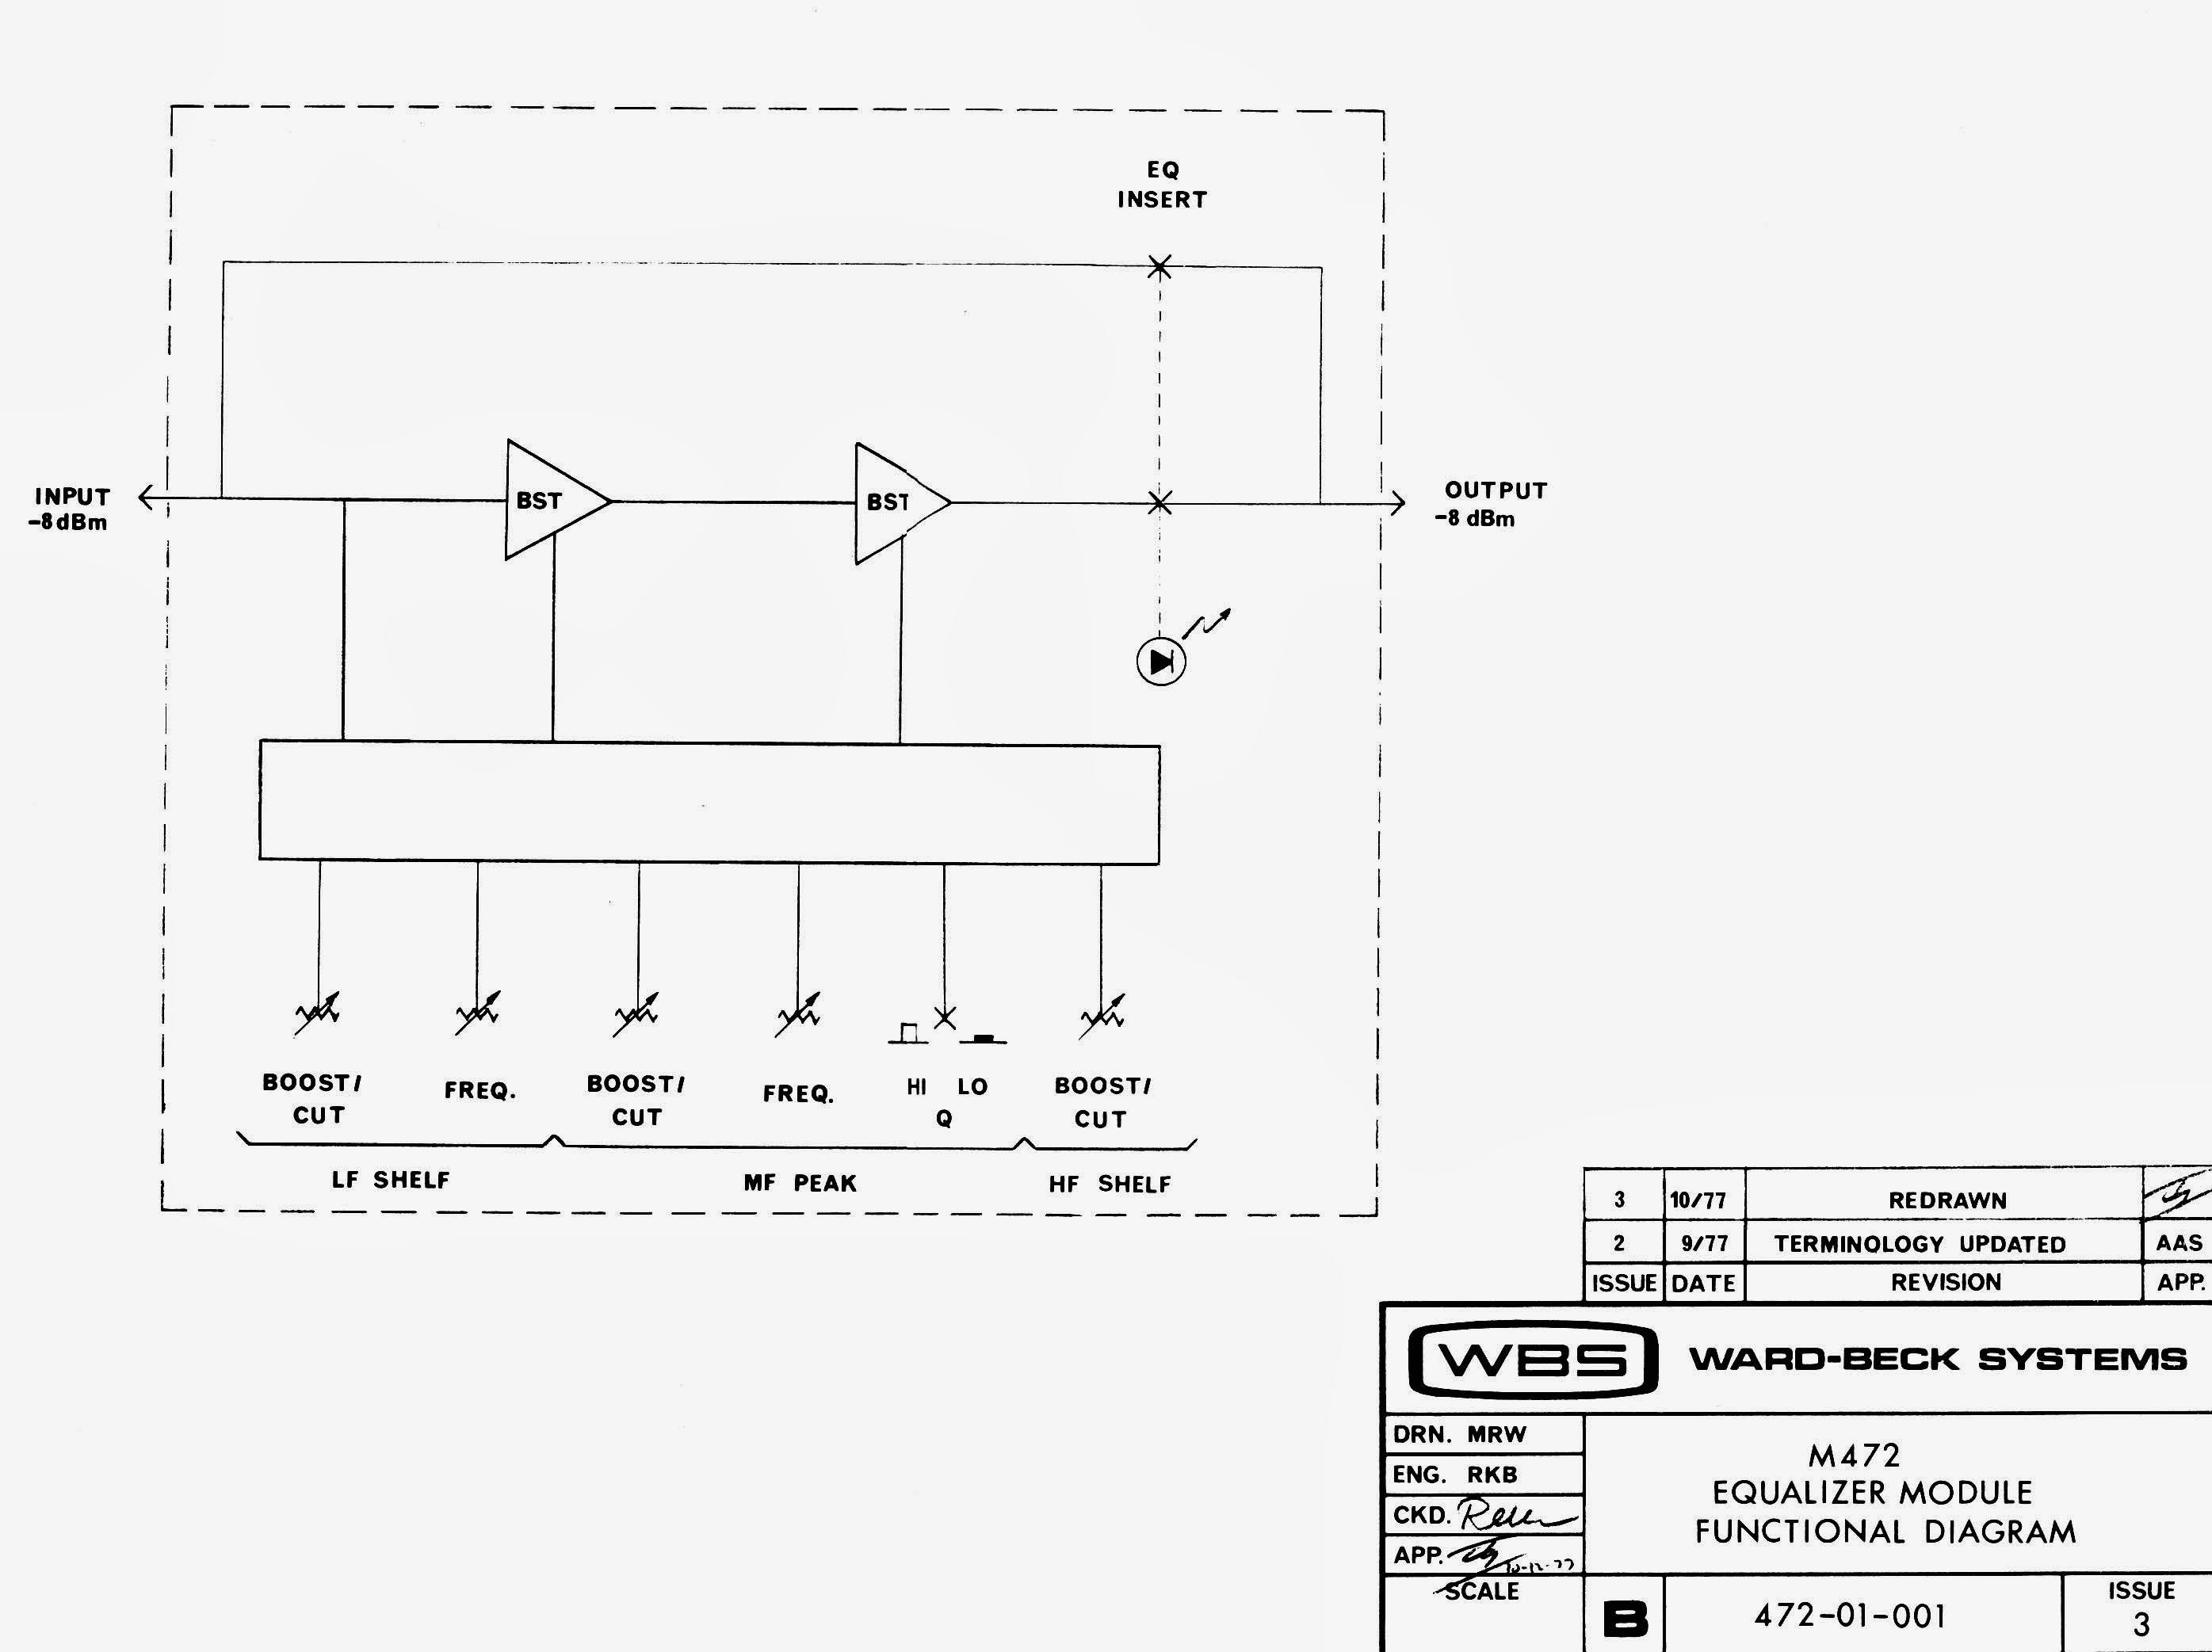 EQ
INSERT
INPUT
-8dBm
BST
BST
OUTPUT
-8 dBm
BOOST/
CUT
FREQ.
BOOST/
CUT
FREQ.
HI LO
Q
BOOST/
CUT
LF SHELF
MF PEAK
HF SHELF
3 10/77 REDRAWN
2 9/77 TERMINOLOGY UPDATED AAS
ISSUE DATE REVISION APP.
WBS WARD-BECK SYSTEMS
DRN. MRW
ENG. RKB
CKD.
APP. 10-12-77
SCALE
M472
EQUALIZER MODULE
FUNCTIONAL DIAGRAM
B
472-01-001
ISSUE
3